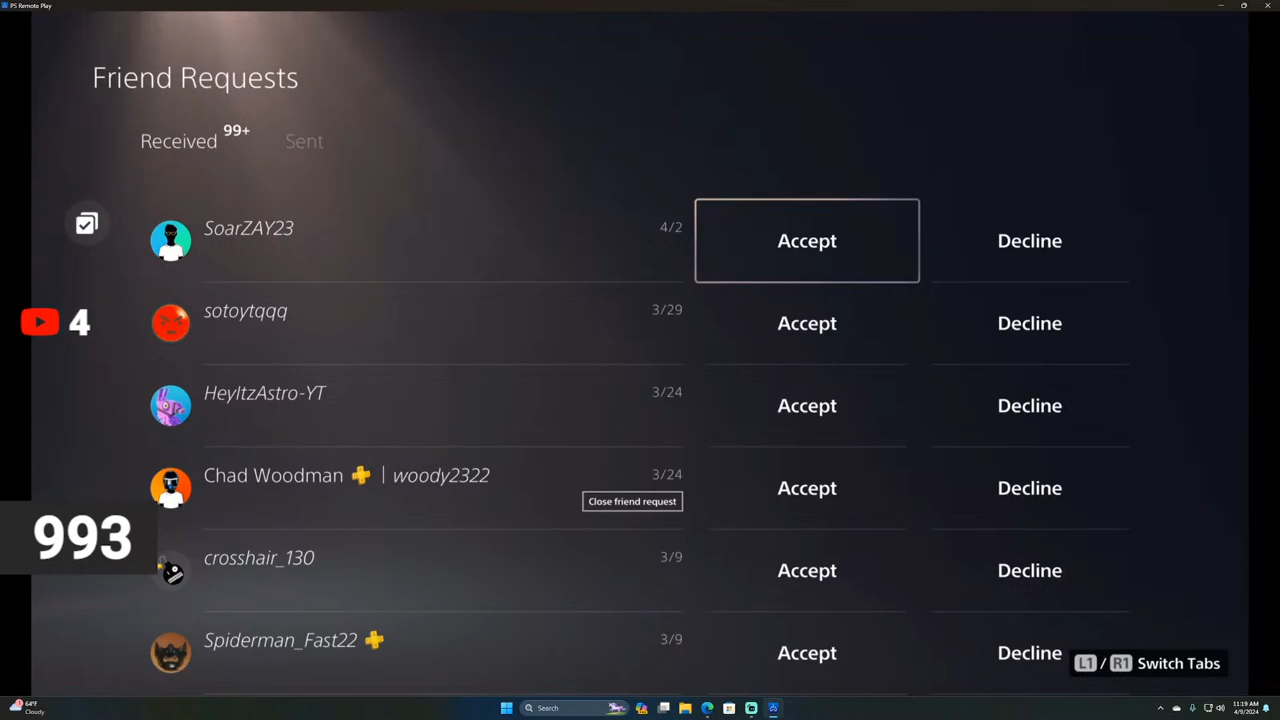 PS Remote Play
Friend Requests
Received 99+ Sent
SoarZAY23 4/2 Accept Decline
sotoytqqq 3/29 Accept Decline
4
HeyItzAstro-YT 3/24 Accept Decline
Chad Woodman | woody2322 3/24 Accept Decline
Close friend request
993
crosshair_130 3/9 Accept Decline
Spiderman_Fast22 3/9 Accept Decline
L1 / R1 Switch Tabs
64°F
Cloudy
Search
11:19 AM
4/9/2024